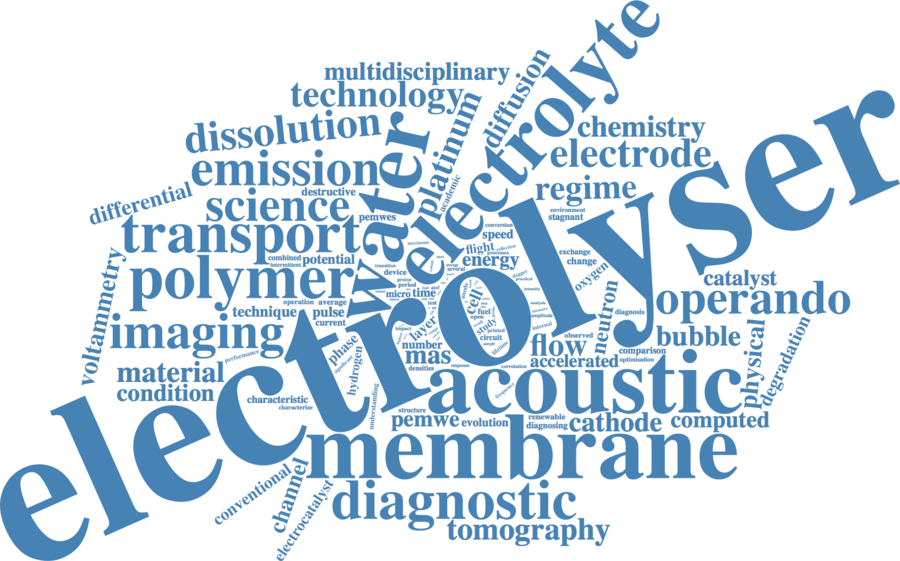 electrolyser
electrolyte
multidisciplinary
technology
diffusion
dissolution
platinum
chemistry
water
electrode
emission
academic
regime
differential
destructive
science
pemwes
environment
stagnant
transport
conversion
speed
flight
combined
intermittent
potential
energy
exchange
change
polymer
transition
device
oxygen
catalyst
voltammetry
operando
operation
average
micro
time
cell
fuel
neutron
technique
pulse
current
open
diagnosis
imaging
layer
study
circuit
internal
bubble
phase
number
flow
observed
physical
performance
mas
comparison
optimisation
material
densities
accelerated
degradation
hydrogen
response
correlation
condition
acoustic
characteristic
characterize
understanding
structure
pemwe
evolution
renewable
diagnosing
cathode
computed
membrane
conventional
channel
electrocatalyst
diagnostic
tomography